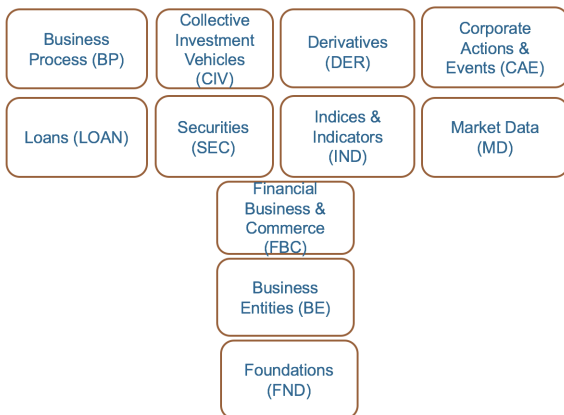 Business
Process (BP)
Collective
Investment
Vehicles
(CIV)
Derivatives
(DER)
Corporate
Actions &
Events (CAE)
Loans (LOAN)
Securities
(SEC)
Indices &
Indicators
(IND)
Market Data
(MD)
Financial
Business &
Commerce
(FBC)
Business
Entities (BE)
Foundations
(FND)